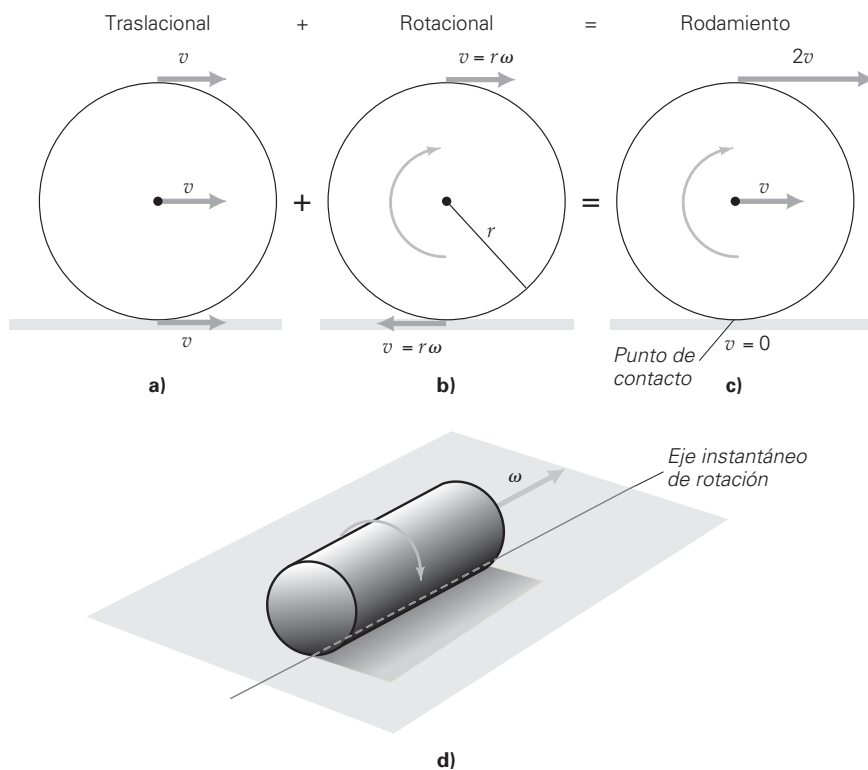 Traslacional + Rotacional = Rodamiento
v v = rω 2v
v + = v
r
v v = rω v = 0
Punto de
contacto
a) b) c)
Eje instantáneo
de rotación
ω
d)